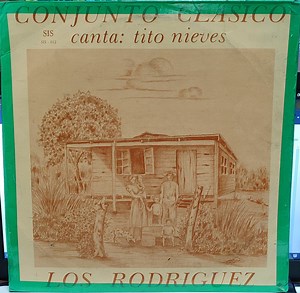 CONJUNTO CLASICO
SIS
canta: tito nieves
LOS RODRIGUEZ